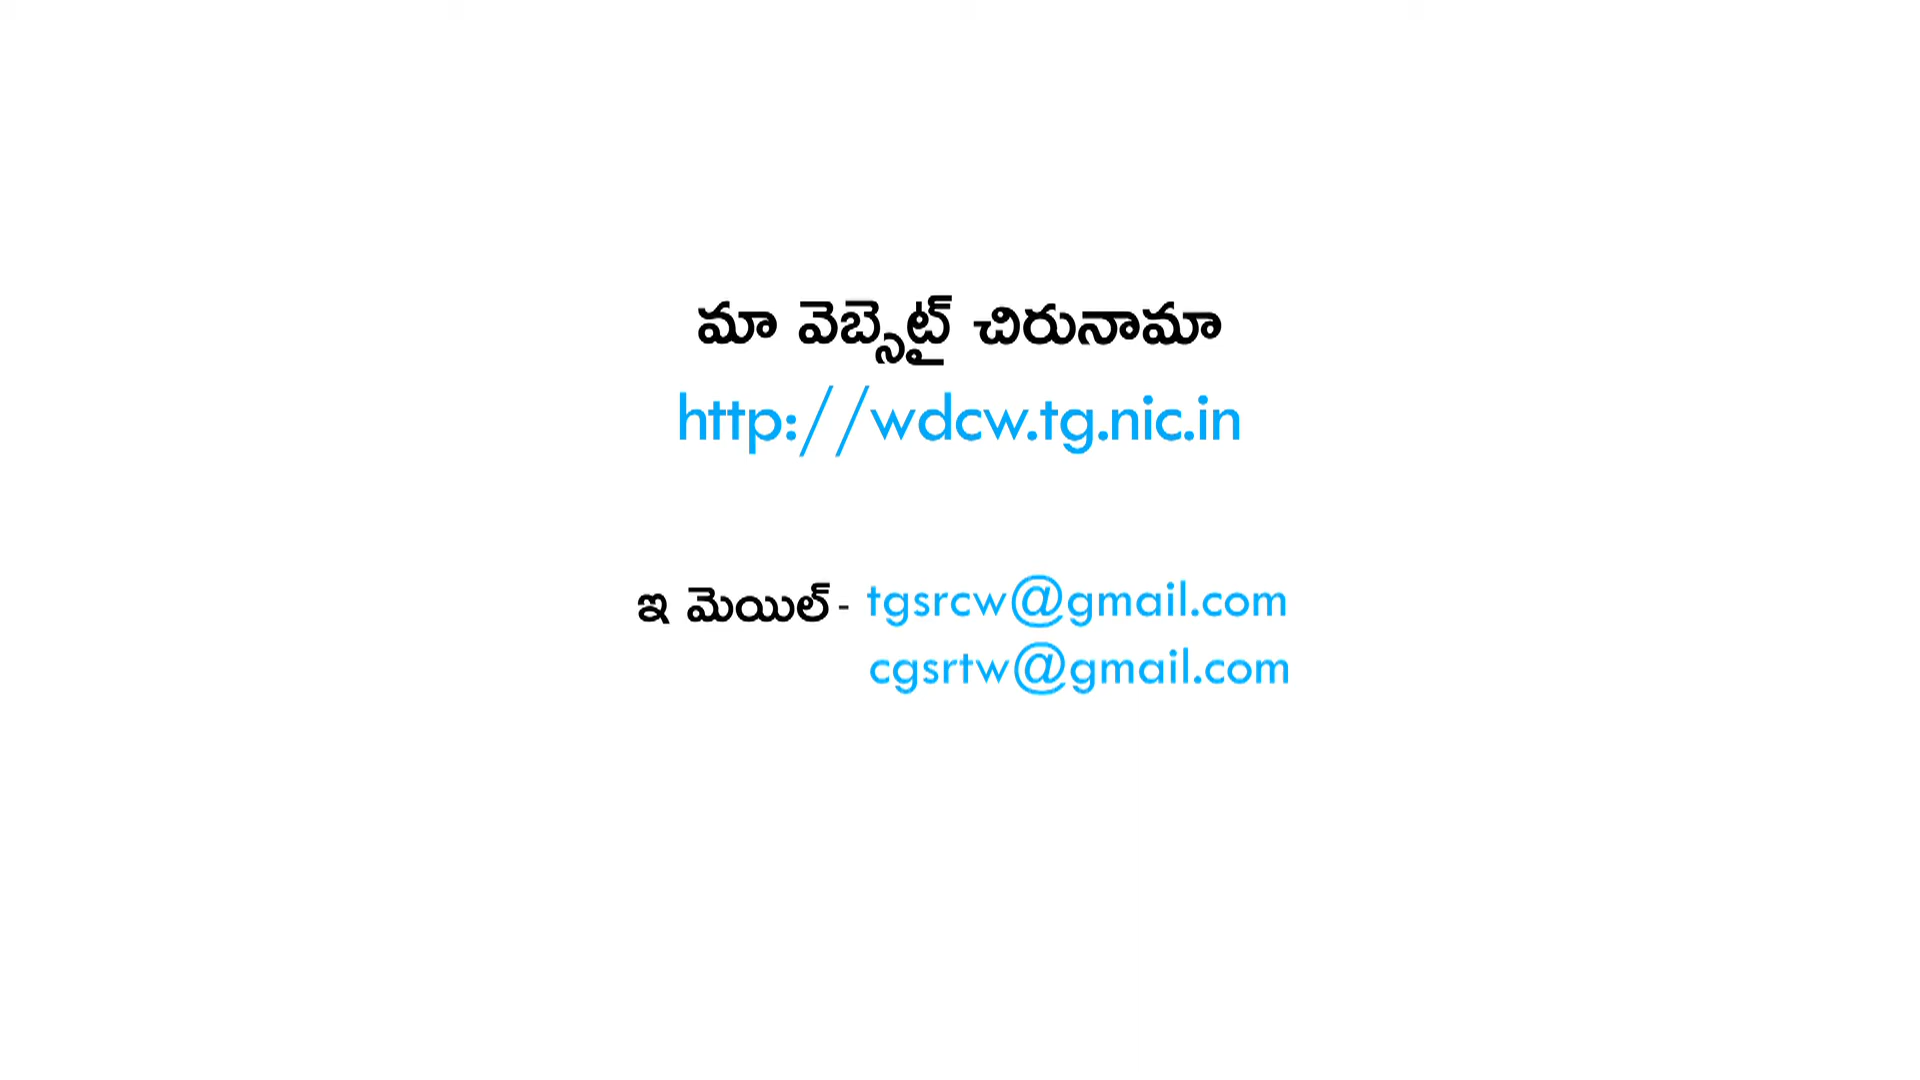 మా వెబ్సైట్ చిరునామా
http://wdcw.tg.nic.in
ఇ మెయిల్ - tgsrcw@gmail.com
cgsrtw@gmail.com